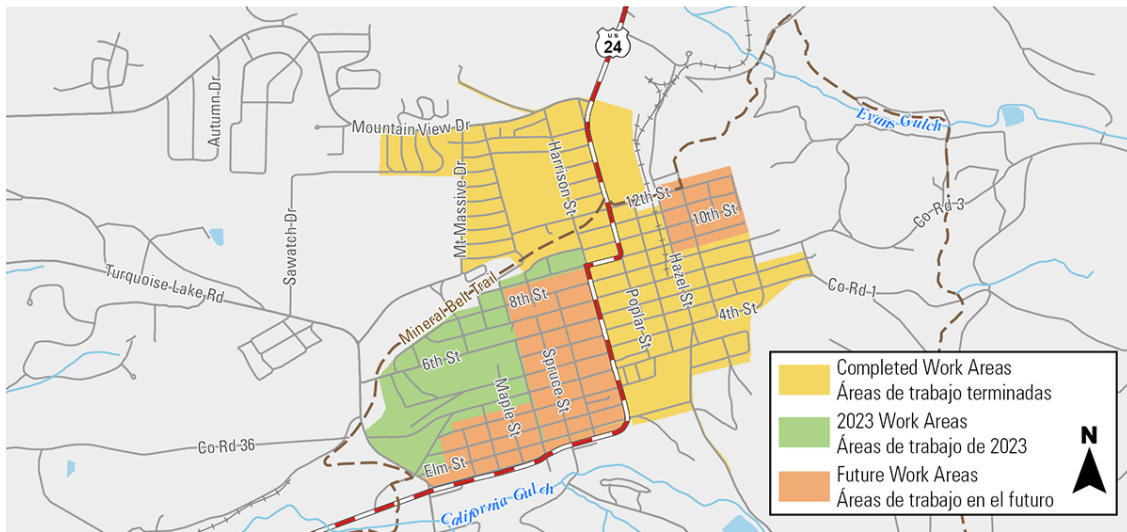 US
24
Evans Gulch
Mountain View Dr
Autumn Dr
Harrison St
Mt Massive Dr
12th St
10th St
Co Rd 3
Sawatch Dr
Turquoise Lake Rd
Mineral Belt Trail
8th St
Hazel St
Poplar St
4th St
Co Rd 1
6th St
Spruce St
Maple St
Co Rd 36
Elm St
California Gulch
Completed Work Areas
Áreas de trabajo terminadas
2023 Work Areas
Áreas de trabajo de 2023
Future Work Areas
Áreas de trabajo en el futuro
N